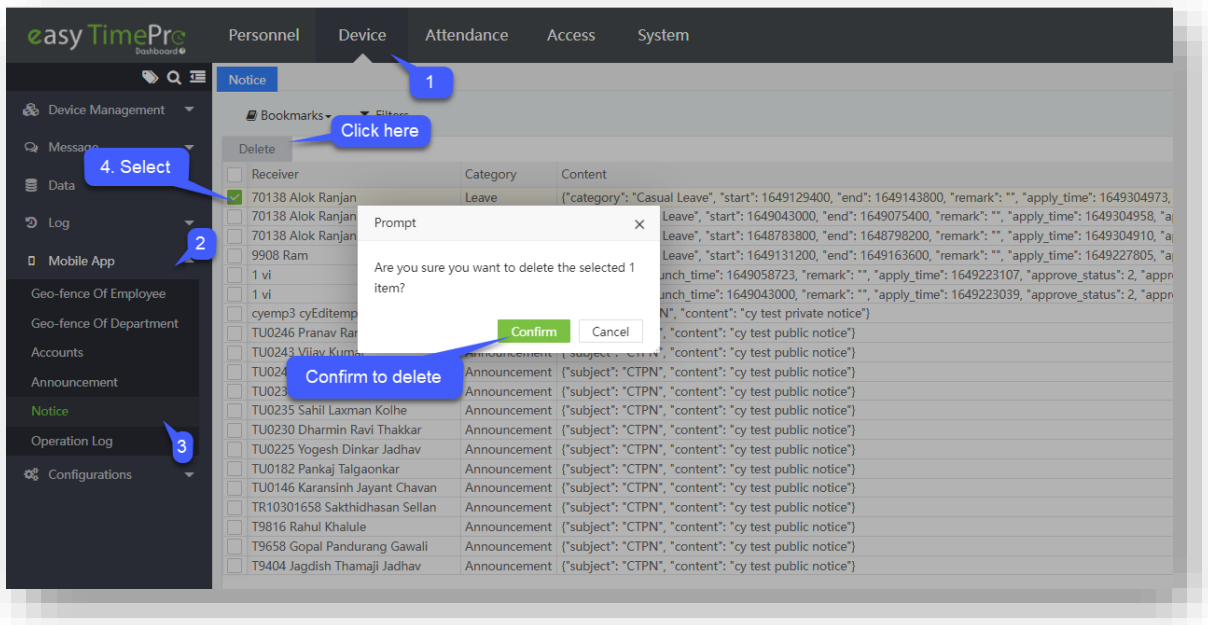 easy TimePro
Dashboard
Personnel Device Attendance Access System
1
Notice
Device Management
Bookmarks Filters
Click here
Message
Delete
4. Select
Receiver Category Content
Data
70138 Alok Ranjan Leave {"category": "Casual Leave", "start": 1649129400, "end": 1649143800, "remark": "", "apply_time": 1649304973,
70138 Alok Ranjan Leave", "start": 1649043000, "end": 1649075400, "remark": "", "apply_time": 1649304958,
Log
70138 Alok Ranjan Leave", "start": 1648783800, "end": 1648798200, "remark": "", "apply_time": 1649304910,
2
9908 Ram Leave", "start": 1649131200, "end": 1649163600, "remark": "", "apply_time": 1649227805,
Mobile App
1 vi unch_time": 1649058723, "remark": "", "apply_time": 1649223107, "approve_status": 2, "appr
1 vi unch_time": 1649043000, "remark": "", "apply_time": 1649223039, "approve_status": 2, "appr
Prompt
Are you sure you want to delete the selected 1
item?
Confirm Cancel
Confirm to delete
Geo-fence Of Employee
Geo-fence Of Department
Accounts
Announcement
Notice
3
Operation Log
Configurations
cyemp3 cyEditemp N", "content": "cy test private notice"}
TU0246 Pranav Ran ", "content": "cy test public notice"}
TU0243 Vijay Kumar Announcement {"subject": "CTPN", "content": "cy test public notice"}
TU024 Announcement {"subject": "CTPN", "content": "cy test public notice"}
TU023 Announcement {"subject": "CTPN", "content": "cy test public notice"}
TU0235 Sahil Laxman Kolhe Announcement {"subject": "CTPN", "content": "cy test public notice"}
TU0230 Dharmin Ravi Thakkar Announcement {"subject": "CTPN", "content": "cy test public notice"}
TU0225 Yogesh Dinkar Jadhav Announcement {"subject": "CTPN", "content": "cy test public notice"}
TU0182 Pankaj Talgaonkar Announcement {"subject": "CTPN", "content": "cy test public notice"}
TU0146 Karansinh Jayant Chavan Announcement {"subject": "CTPN", "content": "cy test public notice"}
TR10301658 Sakthidhasan Sellan Announcement {"subject": "CTPN", "content": "cy test public notice"}
T9816 Rahul Khalule Announcement {"subject": "CTPN", "content": "cy test public notice"}
T9658 Gopal Pandurang Gawali Announcement {"subject": "CTPN", "content": "cy test public notice"}
T9404 Jagdish Thamaji Jadhav Announcement {"subject": "CTPN", "content": "cy test public notice"}